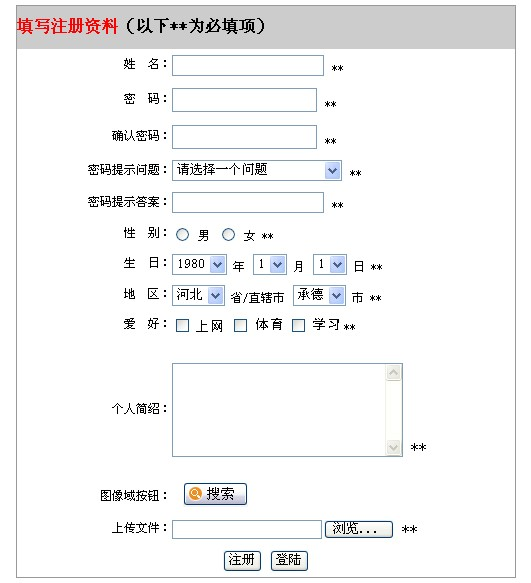 填写注册资料（以下**为必填项）
姓 名： **
密 码： **
确认密码： **
密码提示问题： 请选择一个问题 **
密码提示答案： **
性 别： 男 女 **
生 日： 1980 年 1 月 1 日 **
地 区： 河北 省/直辖市 承德 市 **
爱 好： 上网 体育 学习 **
个人简绍： **
图像域按钮： 搜索
上传文件： 浏览... **
注册 登陆